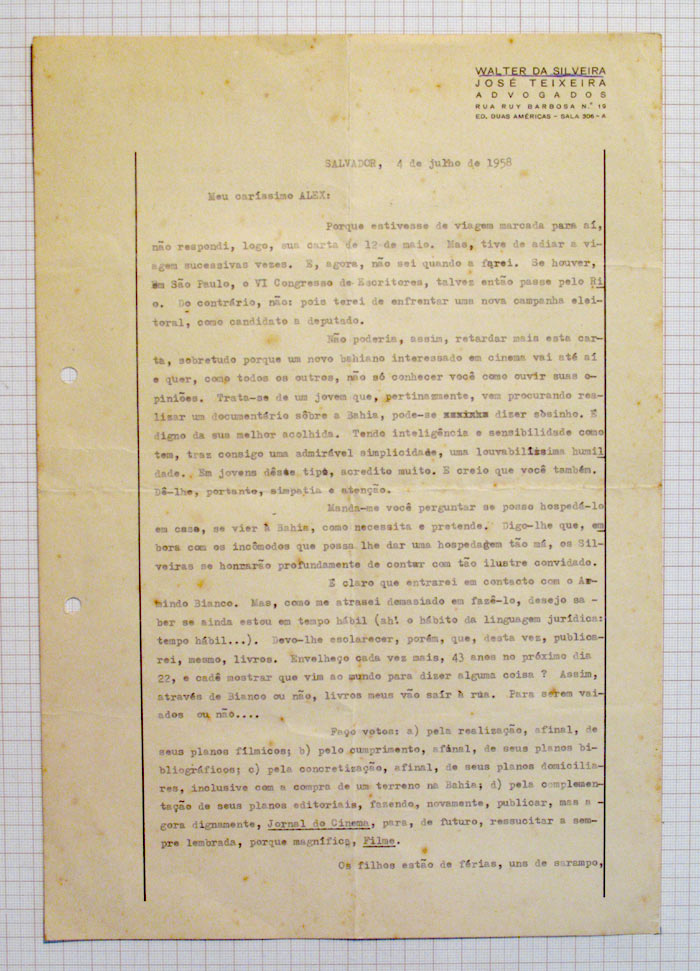 WALTER DA SILVEIRA
JOSÉ TEIXEIRA
ADVOGADOS
RUA RUY BARBOSA N.º 19
ED. DUAS AMÉRICAS - SALA 306-A
SALVADOR, 4 de julho de 1958
Meu caríssimo ALEX:
Porque estivesse de viagem marcada para aí,
não respondi, logo, sua carta de 12 de maio. Mas, tive de adiar a vi-
agem sucessivas vezes. E, agora, não sei quando a farei. Se houver,
em São Paulo, o VI Congresso de Escritores, talvez então passe pelo Ri
o. Do contrário, não: pois terei de enfrentar uma nova campanha elei-
toral, como candidato a deputado.
Não poderia, assim, retardar mais esta car-
ta, sobretudo porque um novo bahiano interessado em cinema vai até aí
e quer, como todos os outros, não só conhecer você como ouvir suas o-
piniões. Trata-se de um jovem que, pertinazmente, vem procurando rea-
lizar um documentário sôbre a Bahia, pode-se xxxixxx dizer sosinho. É
digno da sua melhor acolhida. Tendo inteligência e sensibilidade como
tem, traz consigo uma admirável simplicidade, uma louvabilíssima humil
dade. Em jovens dêste tipo, acredito muito. E creio que você também.
Dê-lhe, portanto, simpatia e atenção.
Manda-me você perguntar se posso hospedá-lo
em casa, se vier à Bahia, como necessita e pretende. Digo-lhe que, em
bora com os incômodos que possa lhe dar uma hospedagem tão má, os Sil-
veiras se honrarão profundamente de contar com tão ilustre convidado.
É claro que entrarei em contacto com o Ar-
mindo Bianco. Mas, como me atrasei demasiado em fazê-lo, desejo sa -
ber se ainda estou em tempo hábil (ah! o hábito da linguagem jurídica:
tempo hábil...). Devo-lhe esclarecer, porém, que, desta vez, publica-
rei, mesmo, livros. Envelheço cada vez mais, 43 anos no próximo dia
22, e cadê mostrar que vim ao mundo para dizer alguma coisa ? Assim,
através de Bianco ou não, livros meus vão saír à rua. Para serem vai-
ados ou não....
Faço votos: a) pela realização, afinal, de
seus planos fílmicos; b) pelo cumprimento, afinal, de seus planos bi-
bliográficos; c) pela concretização, afinal, de seus planos domicilia-
res, inclusive com a compra de um terreno na Bahia; d) pela complemen-
tação de seus planos editoriais, fazendo, novamente, publicar, mas a -
gora dignamente, Jornal do Cinema, para, de futuro, ressucitar a sem-
pre lembrada, porque magnífica, Filme.
Os filhos estão de férias, uns de sarampo,